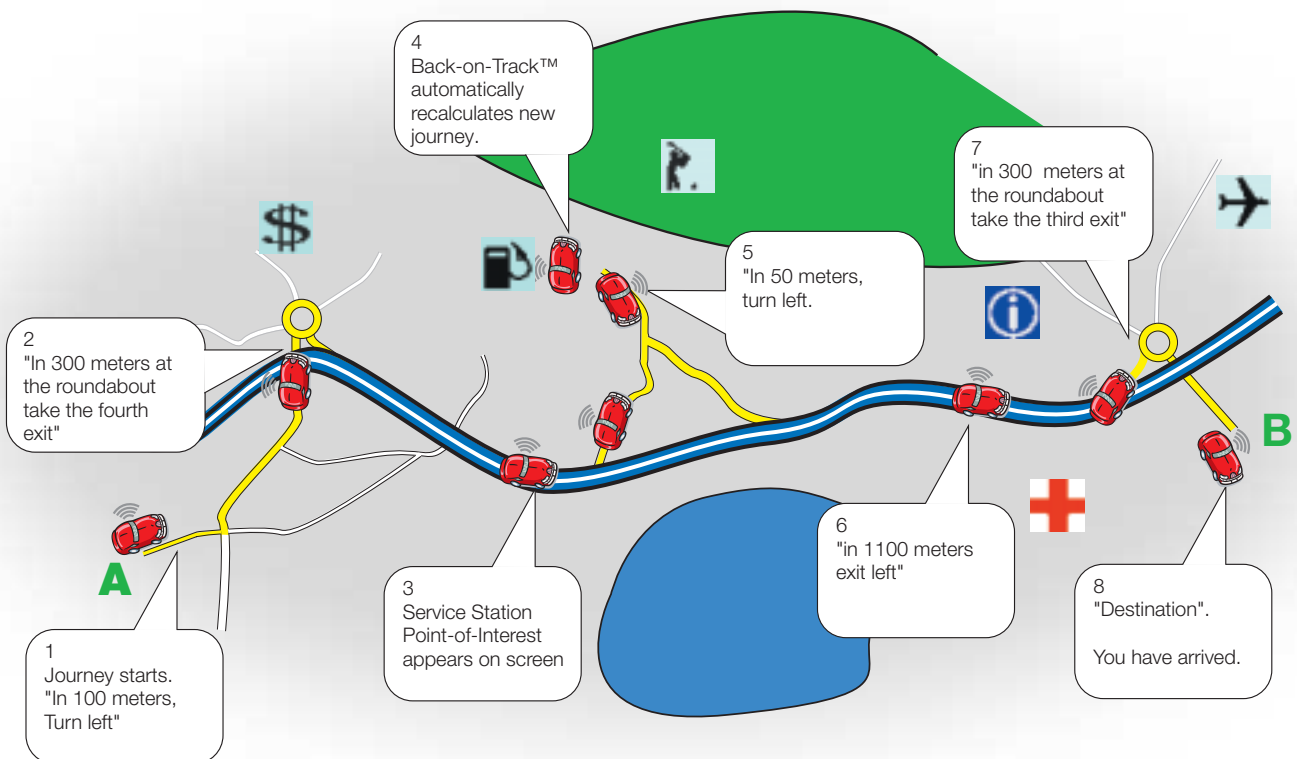 4
Back-on-Track™
automatically
recalculates new
journey.
7
"in 300 meters at
the roundabout
take the third exit"
$
5
"In 50 meters,
turn left.
i
2
"In 300 meters at
the roundabout
take the fourth
exit"
B
A
6
"in 1100 meters
exit left"
3
Service Station
Point-of-Interest
appears on screen
8
"Destination".
You have arrived.
1
Journey starts.
"In 100 meters,
Turn left"